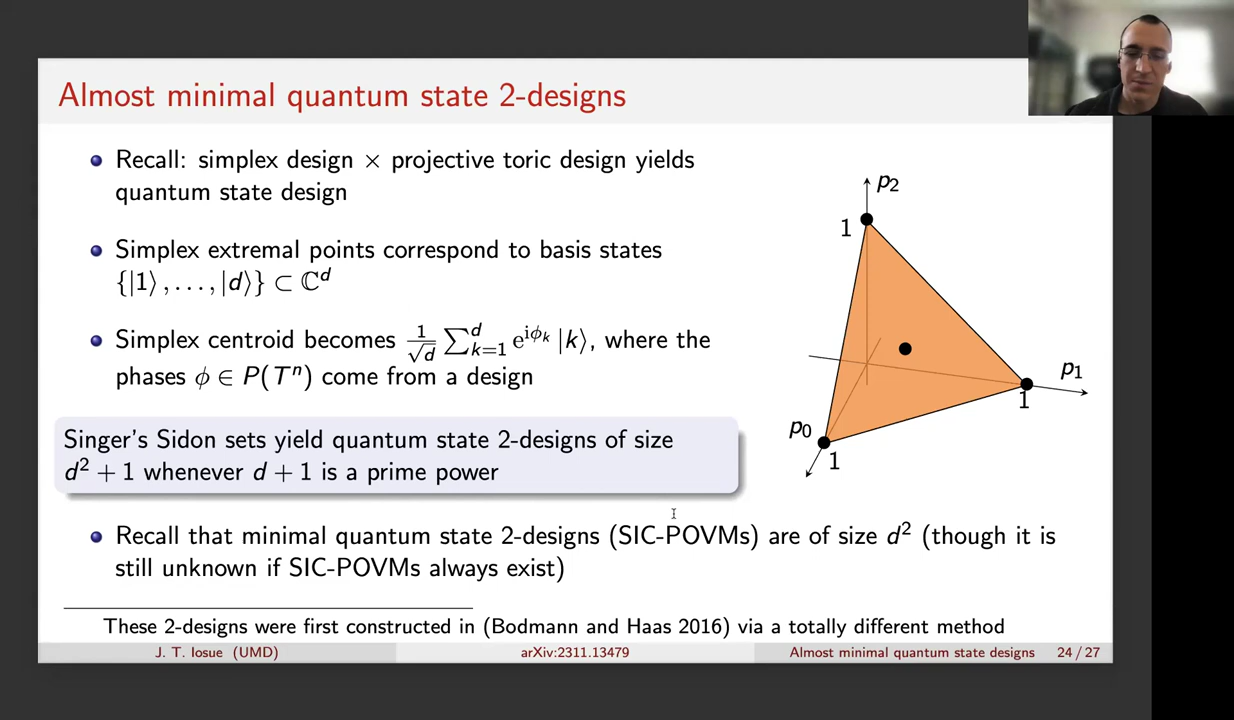 Almost minimal quantum state 2-designs
Recall: simplex design × projective toric design yields
quantum state design
Simplex extremal points correspond to basis states
{|1⟩, . . . , |d⟩} ⊂ ℂᵈ
Simplex centroid becomes 1/√d ∑ᵈₖ₌₁ e^{iϕₖ} |k⟩, where the
phases ϕ ∈ P(Tⁿ) come from a design
Singer's Sidon sets yield quantum state 2-designs of size
d² + 1 whenever d + 1 is a prime power
Recall that minimal quantum state 2-designs (SIC-POVMs) are of size d² (though it is
still unknown if SIC-POVMs always exist)
p₂
1
p₁
1
p₀
1
These 2-designs were first constructed in (Bodmann and Haas 2016) via a totally different method
J. T. Iosue (UMD)
arXiv:2311.13479
Almost minimal quantum state designs
24 / 27